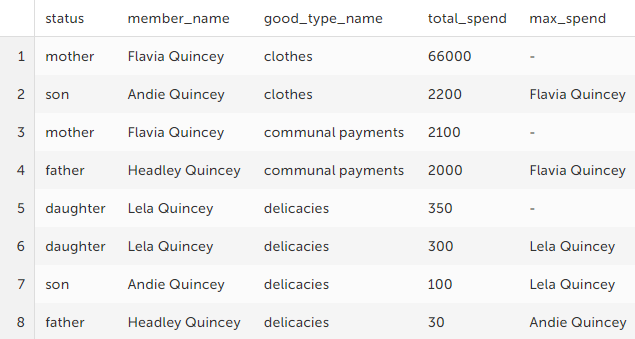 status member_name good_type_name total_spend max_spend
1 mother Flavia Quincey clothes 66000 -
2 son Andie Quincey clothes 2200 Flavia Quincey
3 mother Flavia Quincey communal payments 2100 -
4 father Headley Quincey communal payments 2000 Flavia Quincey
5 daughter Lela Quincey delicacies 350 -
6 daughter Lela Quincey delicacies 300 Lela Quincey
7 son Andie Quincey delicacies 100 Lela Quincey
8 father Headley Quincey delicacies 30 Andie Quincey